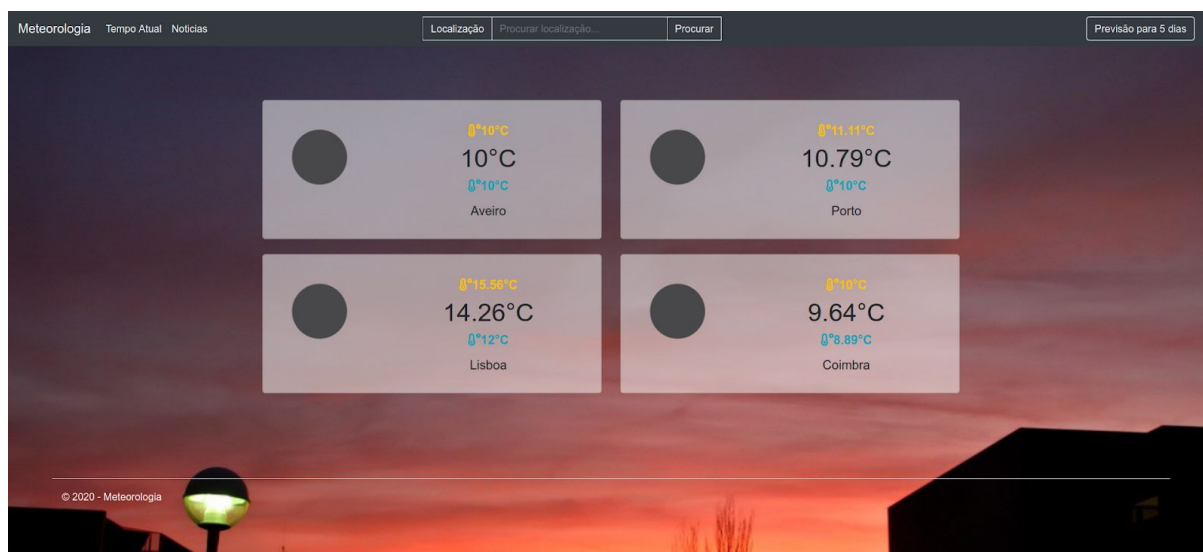 Meteorologia Tempo Atual Noticias Localização Procurar localização... Procurar Previsão para 5 dias
°10°C
10°C
°10°C
Aveiro
°11.11°C
10.79°C
°10°C
Porto
°15.56°C
14.26°C
°12°C
Lisboa
°10°C
9.64°C
°8.89°C
Coimbra
© 2020 - Meteorologia